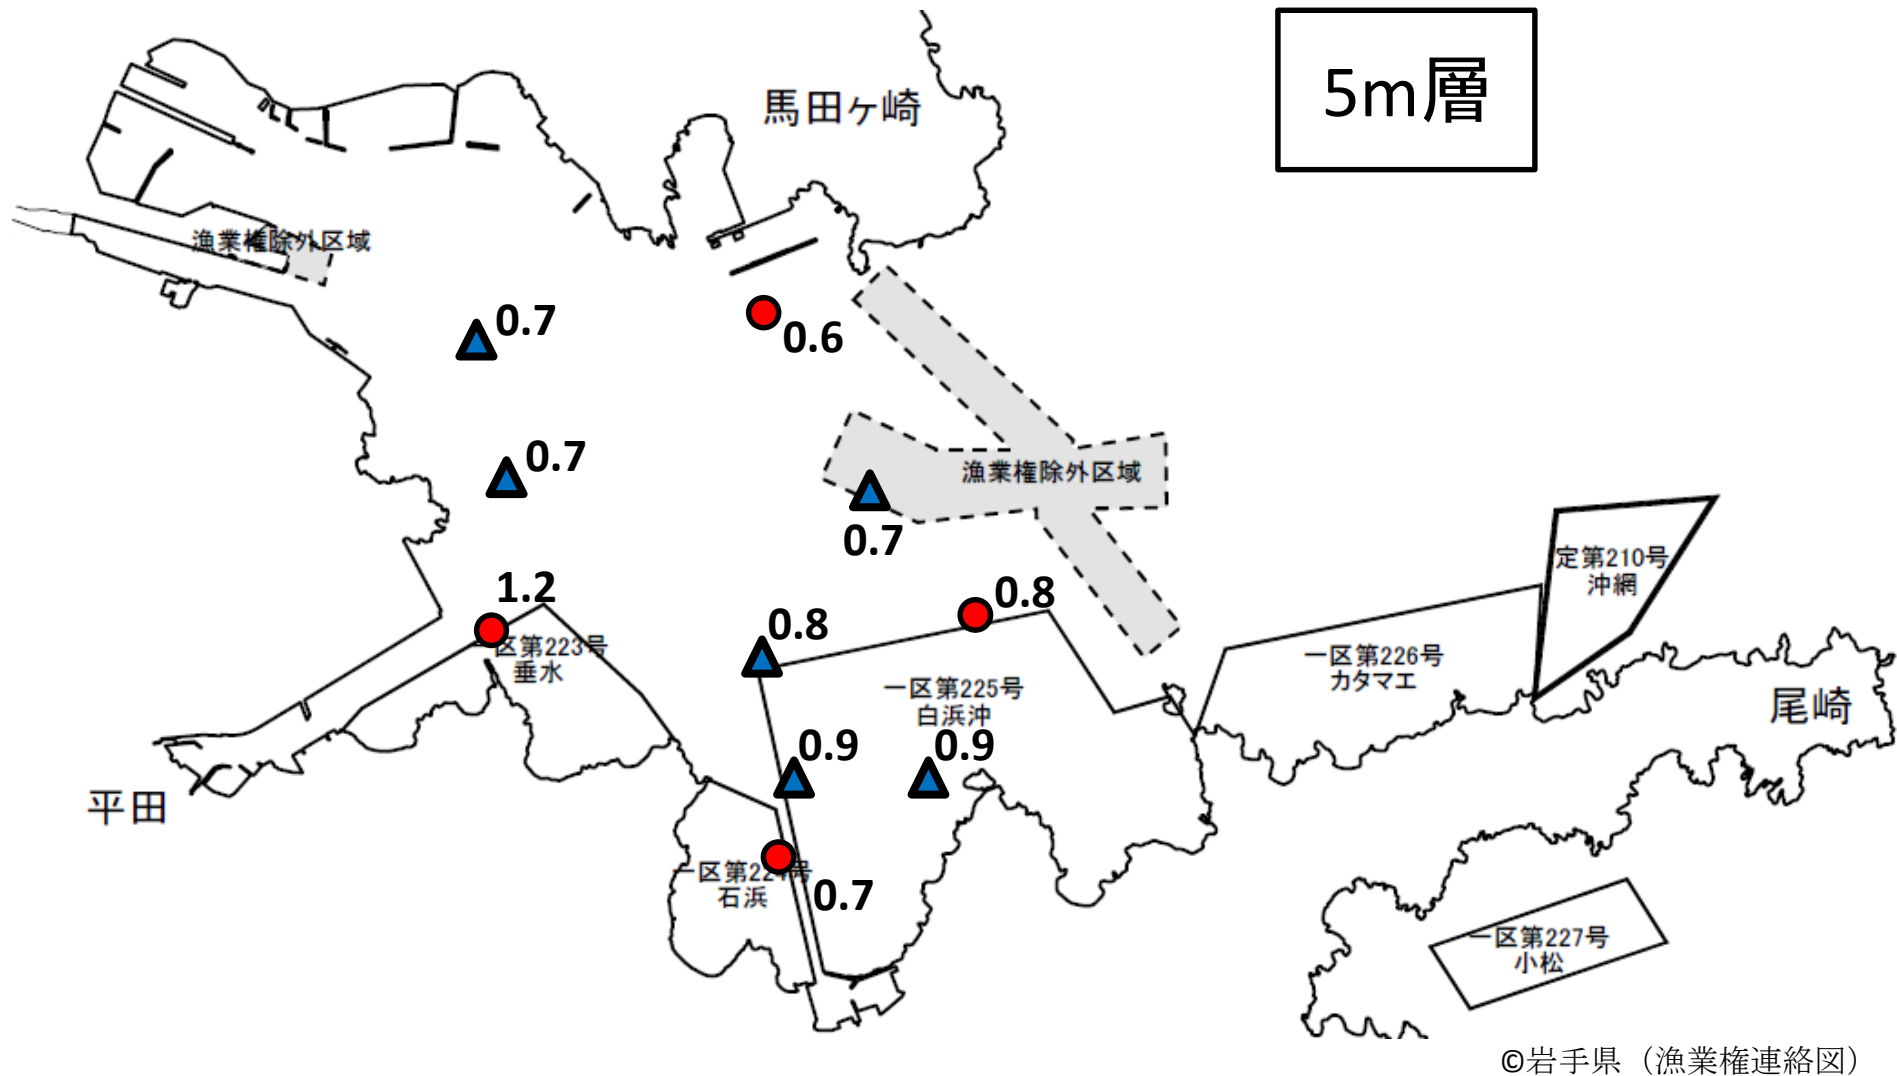 5m層
馬田ヶ崎
漁業権除外区域
0.7
0.6
0.7
漁業権除外区域
0.7
定第210号
沖網
1.2
0.8
0.8
一区第223号
垂水
一区第226号
カタマエ
一区第225号
白浜沖
尾崎
0.9
0.9
平田
一区第224号
石浜
0.7
一区第227号
小松
©岩手県（漁業権連絡図）